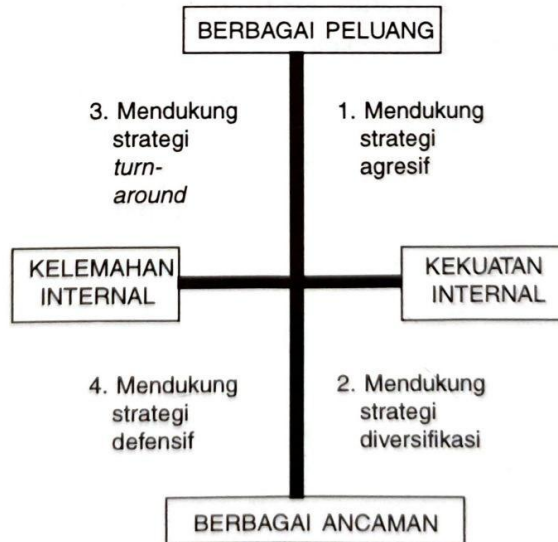 BERBAGAI PELUANG
3. Mendukung
strategi
turn-
around
1. Mendukung
strategi
agresif
KELEMAHAN
INTERNAL
KEKUATAN
INTERNAL
4. Mendukung
strategi
defensif
2. Mendukung
strategi
diversifikasi
BERBAGAI ANCAMAN